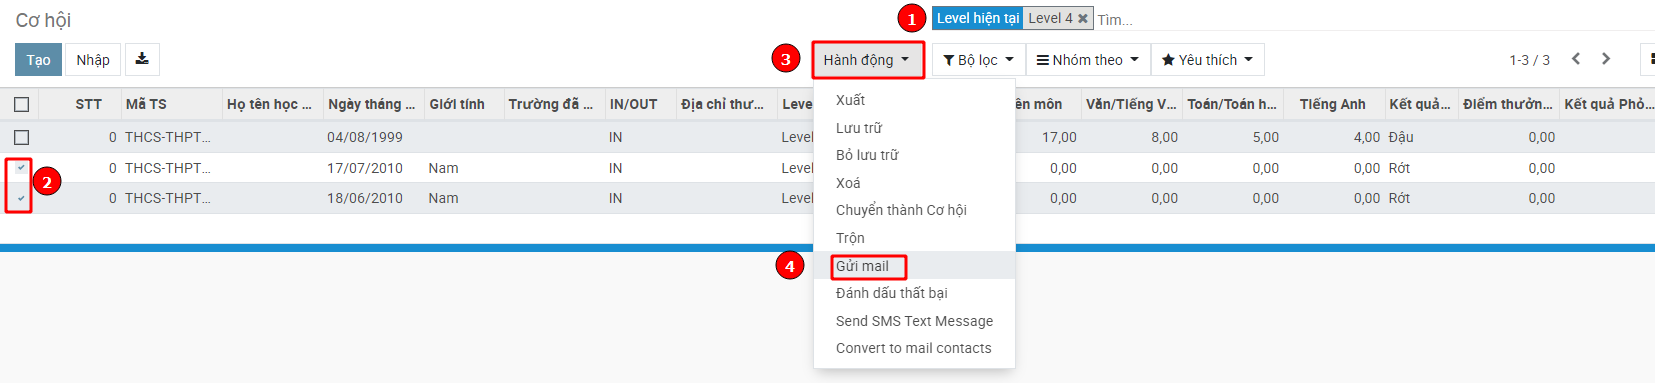 Cơ hội
1 Level hiện tại Level 4 ✖ Tìm...
Tạo Nhập 3 Hành động Bộ lọc Nhóm theo Yêu thích 1-3 / 3
STT Mã TS Họ tên học ... Ngày tháng ... Giới tính Trường đã ... IN/OUT Địa chỉ thư... Level ên môn Văn/Tiếng V... Toán/Toán h... Tiếng Anh Kết quả... Điểm thưởn... Kết quả Phỏ...
0 THCS-THPT... 04/08/1999 IN Level 17,00 8,00 5,00 4,00 Đậu 0,00
2 0 THCS-THPT... 17/07/2010 Nam IN Level 0,00 0,00 0,00 0,00 Rớt 0,00
0 THCS-THPT... 18/06/2010 Nam IN Level 0,00 0,00 0,00 0,00 Rớt 0,00
Xuất
Lưu trữ
Bỏ lưu trữ
Xoá
Chuyển thành Cơ hội
Trộn
4 Gửi mail
Đánh dấu thất bại
Send SMS Text Message
Convert to mail contacts